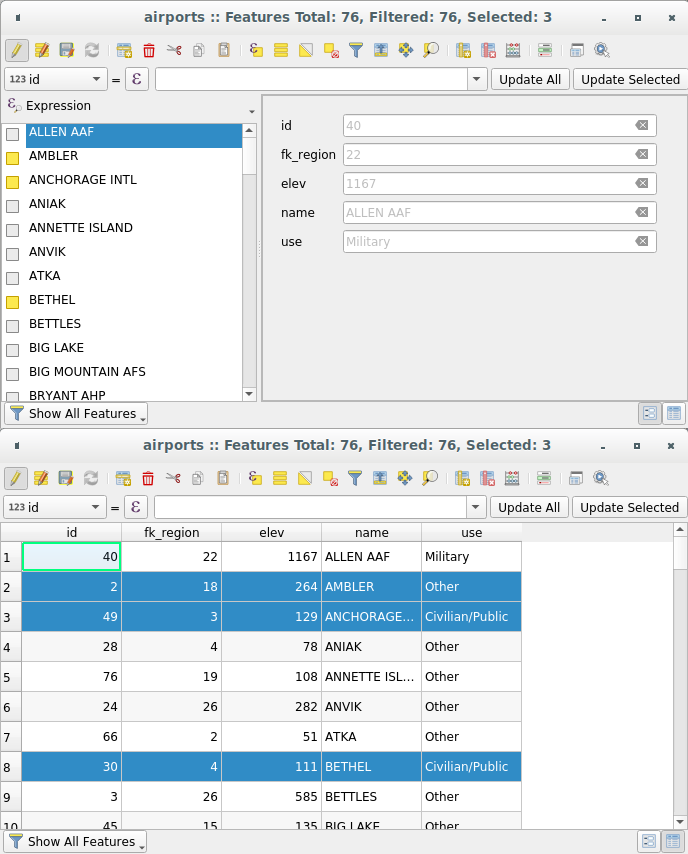 airports :: Features Total: 76, Filtered: 76, Selected: 3
123 id = ε Update All Update Selected
ε Expression
ALLEN AAF
AMBLER
ANCHORAGE INTL
ANIAK
ANNETTE ISLAND
ANVIK
ATKA
BETHEL
BETTLES
BIG LAKE
BIG MOUNTAIN AFS
BRYANT AHP
id 40
fk_region 22
elev 1167
name ALLEN AAF
use Military
Show All Features
airports :: Features Total: 76, Filtered: 76, Selected: 3
123 id = ε Update All Update Selected
id fk_region elev name use
1 40 22 1167 ALLEN AAF Military
2 2 18 264 AMBLER Other
3 49 3 129 ANCHORAGE... Civilian/Public
4 28 4 78 ANIAK Other
5 76 19 108 ANNETTE ISL... Other
6 24 26 282 ANVIK Other
7 66 2 51 ATKA Other
8 30 4 111 BETHEL Civilian/Public
9 3 26 585 BETTLES Other
10 45 15 135 BIG LAKE Other
Show All Features